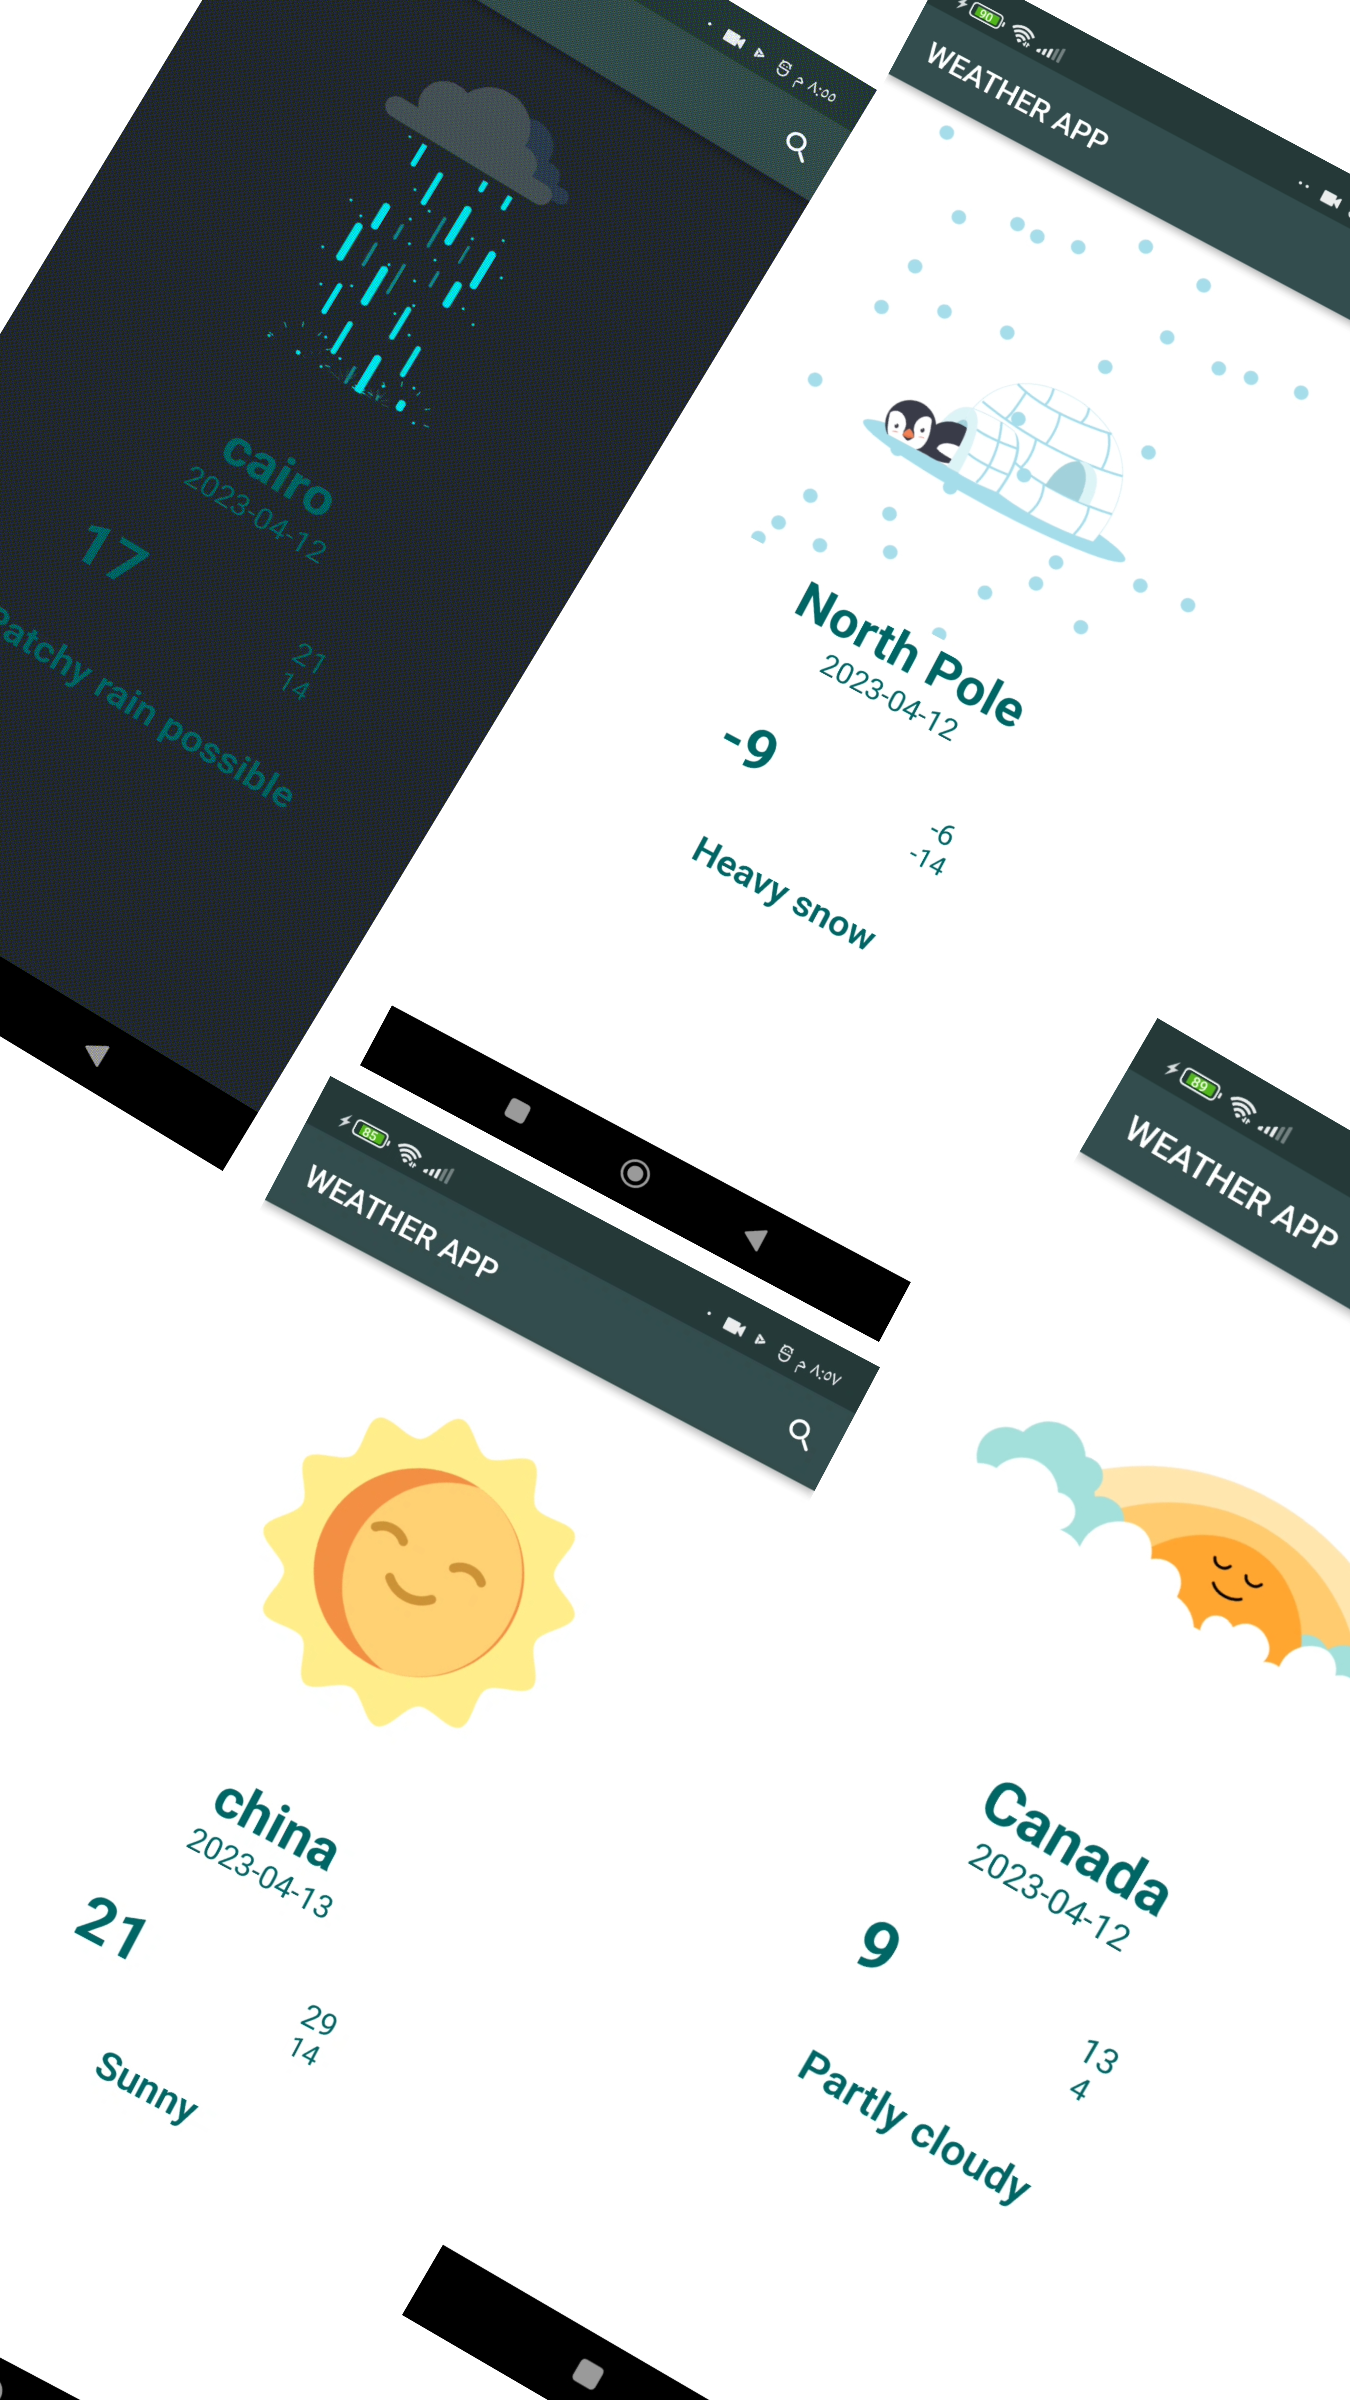 م ٨:٥٥
cairo
2023-04-12
17
21
14
Patchy rain possible
90
WEATHER APP
North Pole
2023-04-12
-9
-6
-14
Heavy snow
85
م ٨:٥٧
WEATHER APP
china
2023-04-13
21
29
14
Sunny
89
WEATHER APP
Canada
2023-04-12
9
13
4
Partly cloudy